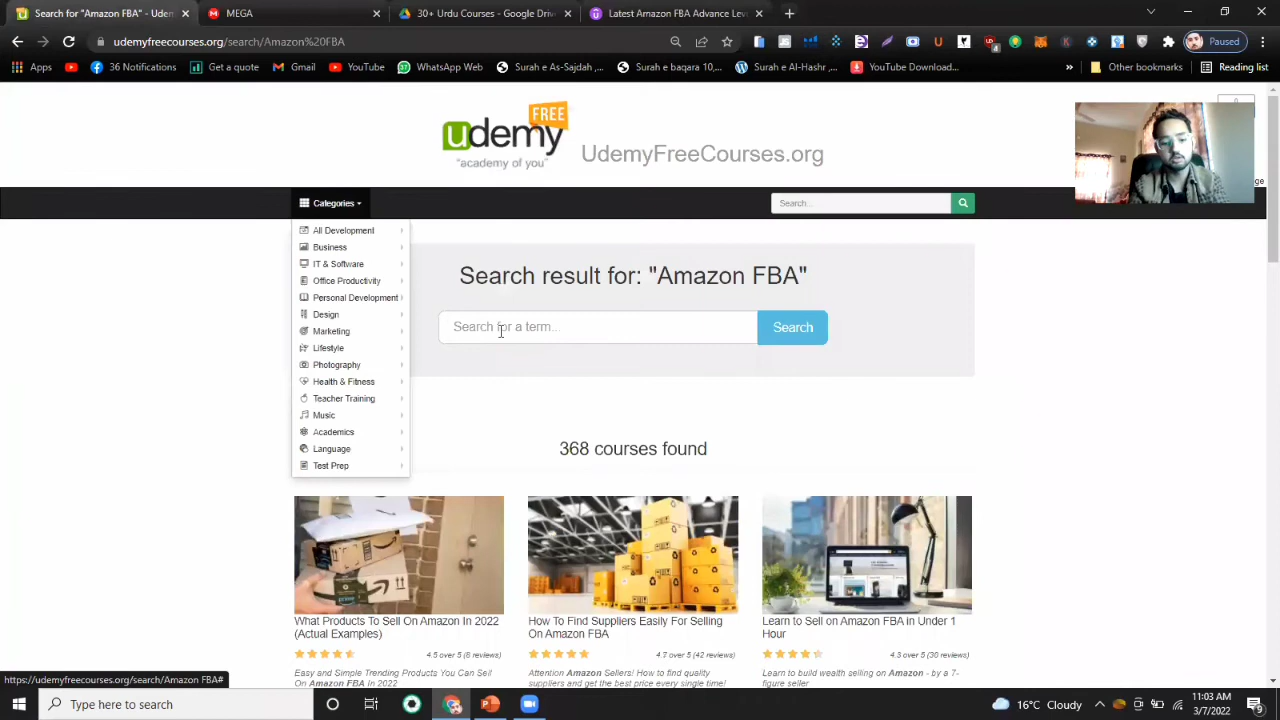 Amazon FBA" - Uden
MEGA
30+ Courses - Google Drive
Amazon FBA Advance Leve
Paused
udemyfreecourses.org/search/Amazon%20FBA
Apps
36 Notifications
Get a quote
Gmail
YouTube
WhatsApp Web
Surah e As-Sajdah ,...
Surah e baqara 10,...
Surah e Al-Hashr ,...
YouTube Download...
Other bookmarks
Reading list
udemy
FREE
"academy of you"
UdemyFreeCourses.org
Categories
Search...
All Development
Business
IT & Software
Office Productivity
Personal Development
Design
Marketing
Lifestyle
Photography
Health & Fitness
Teacher Training
Music
Academics
Language
Test Prep
Search result for: "Amazon FBA"
Search for a term...
Search
368 courses found
What Products To Sell On Amazon In 2022
(Actual Examples)
4.5 over 5 (6 reviews)
Easy and Simple Trending Products You Can Sell
On Amazon FBA In 2022
How To Find Suppliers Easily For Selling
On Amazon FBA
4.7 over 5 (42 reviews)
Attention Amazon Sellers! How to find quality
suppliers and get the best price every single time!
Learn to Sell on Amazon FBA in Under 1
Hour
4.3 over 5 (30 reviews)
Learn to build wealth selling on Amazon - by a 7-
figure seller
https://udemyfreecourses.org/search/Amazon FBA#
Type here to search
16°C Cloudy
11:03 AM
3/7/2022